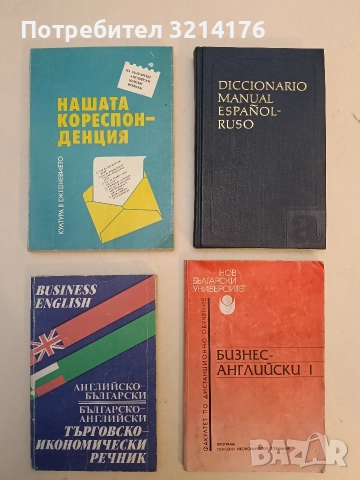 Потребител 3214176
НАШАТА
КОРЕСПОН-
ДЕНЦИЯ
КУЛТУРА В ЕЖЕДНЕВИЕТО
DICCIONARIO
MANUAL
ESPAÑOL-
RUSO
BUSINESS
ENGLISH
АНГЛИЙСКО-
БЪЛГАРСКИ
БЪЛГАРСКО-
АНГЛИЙСКИ
ТЪРГОВСКО-
ИКОНОМИЧЕСКИ
РЕЧНИК
НОВ
БЪЛГАРСКИ
УНИВЕРСИТЕТ
ФАКУЛТЕТ ПО ДИСТАНЦИОННО ОБУЧЕНИЕ
БИЗНЕС-
АНГЛИЙСКИ I
BAZAR